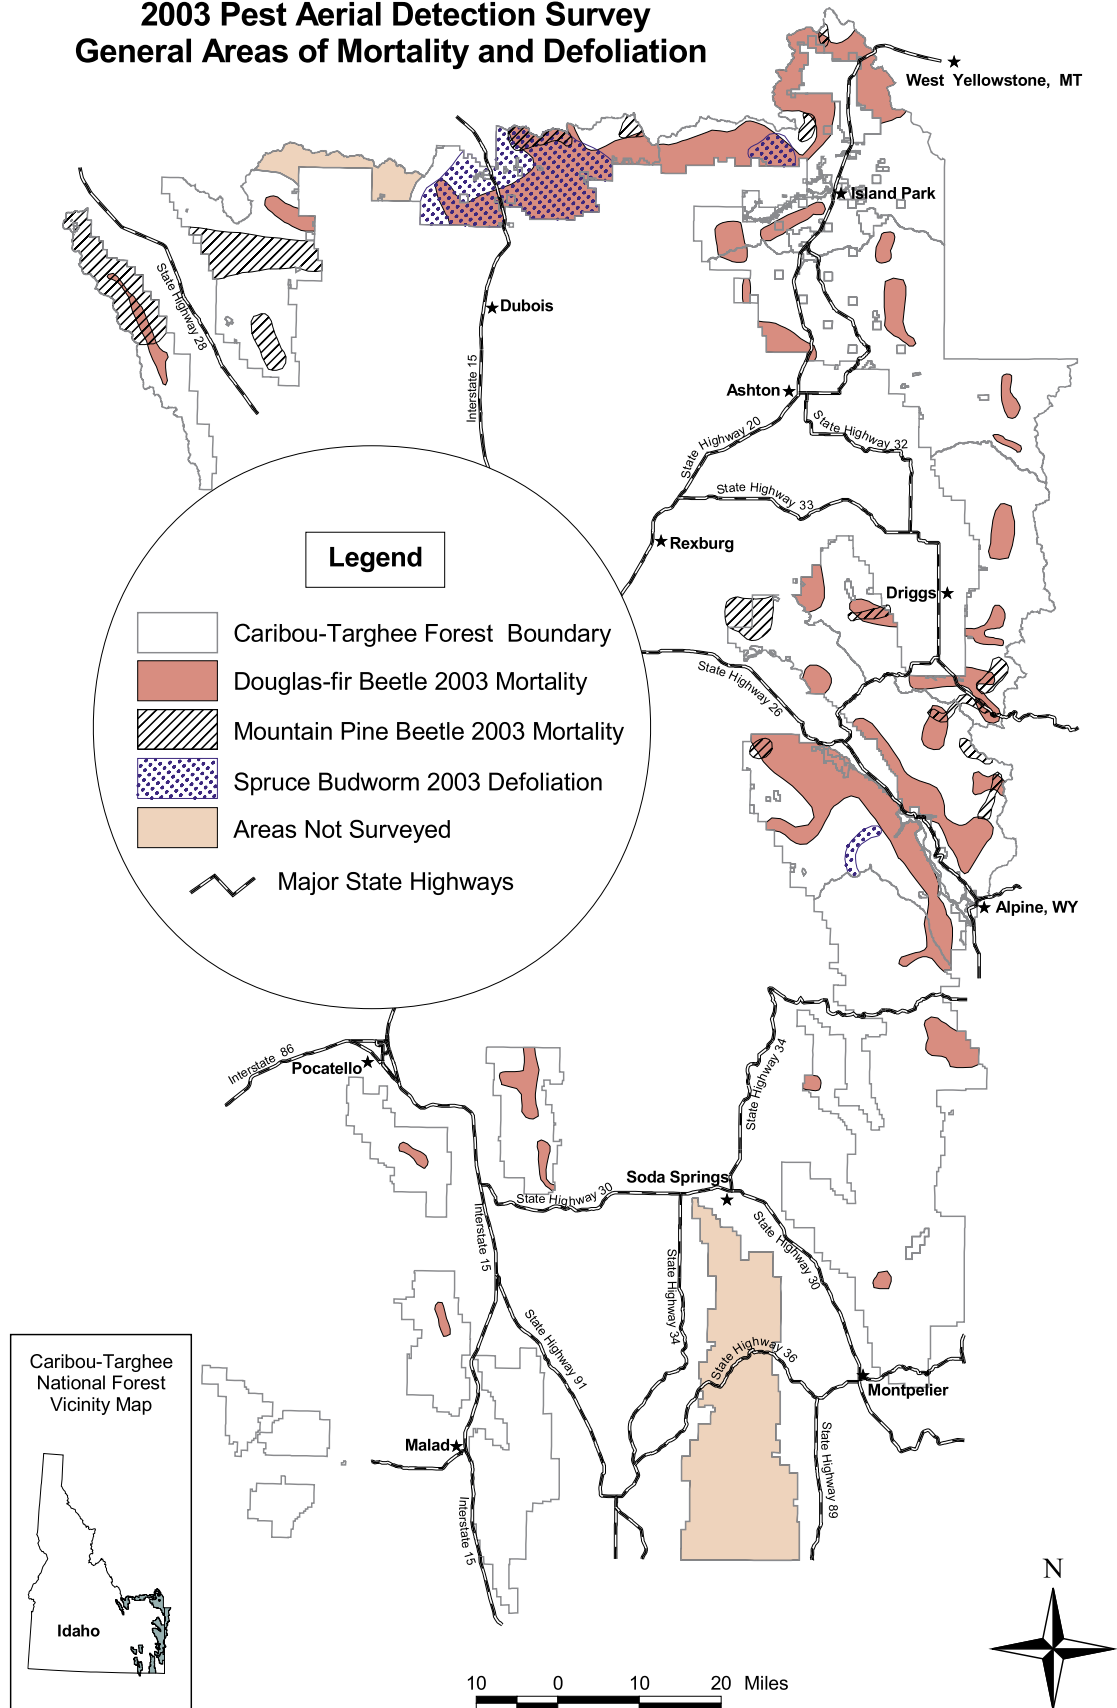 2003 Pest Aerial Detection Survey
General Areas of Mortality and Defoliation
West Yellowstone, MT
Island Park
State Highway 28
Dubois
Interstate 15
Ashton
State Highway 20
State Highway 32
State Highway 33
Rexburg
Driggs
State Highway 26
Legend
Caribou-Targhee Forest Boundary
Douglas-fir Beetle 2003 Mortality
Mountain Pine Beetle 2003 Mortality
Spruce Budworm 2003 Defoliation
Areas Not Surveyed
Major State Highways
Alpine, WY
Interstate 86
Pocatello
State Highway 34
Soda Springs
State Highway 30
Interstate 15
State Highway 30
State Highway 34
State Highway 91
State Highway 36
Montpelier
Malad
State Highway 89
Interstate 15
Caribou-Targhee
National Forest
Vicinity Map
Idaho
N
10 0 10 20 Miles